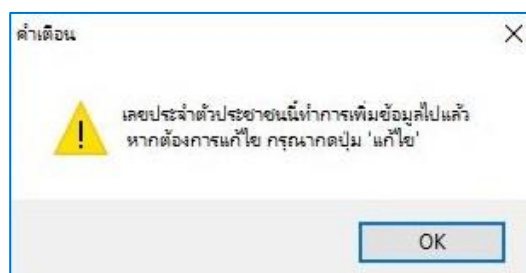 คำเตือน
เลขประจำตัวประชาชนนี้ทำการเพิ่มข้อมูลไปแล้ว
หากต้องการแก้ไข กรุณากดปุ่ม 'แก้ไข'
OK